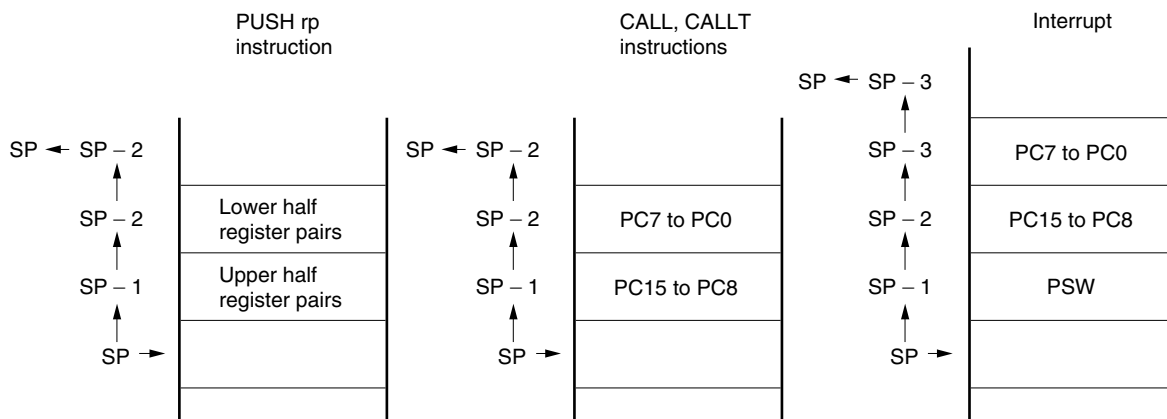 PUSH rp
instruction
SP SP – 2
SP – 2
Lower half
register pairs
SP – 1
Upper half
register pairs
SP
CALL, CALLT
instructions
SP SP – 2
SP – 2
PC7 to PC0
SP – 1
PC15 to PC8
SP
Interrupt
SP SP – 3
SP – 3
PC7 to PC0
SP – 2
PC15 to PC8
SP – 1
PSW
SP